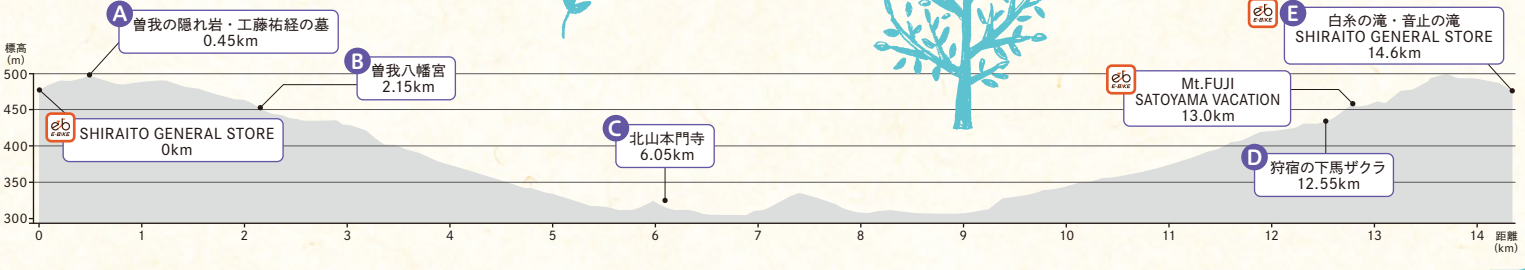 A
曽我の隠れ岩・工藤祐経の墓
0.45km
B
曽我八幡宮
2.15km
eb
E-BIKE
SHIRAITO GENERAL STORE
0km
C
北山本門寺
6.05km
eb
E-BIKE
Mt.FUJI
SATOYAMA VACATION
13.0km
D
狩宿の下馬ザクラ
12.55km
eb
E-BIKE
E
白糸の滝・音止の滝
SHIRAITO GENERAL STORE
14.6km
標高
(m)
500
450
400
350
300
0 1 2 3 4 5 6 7 8 9 10 11 12 13 14
距離
(km)